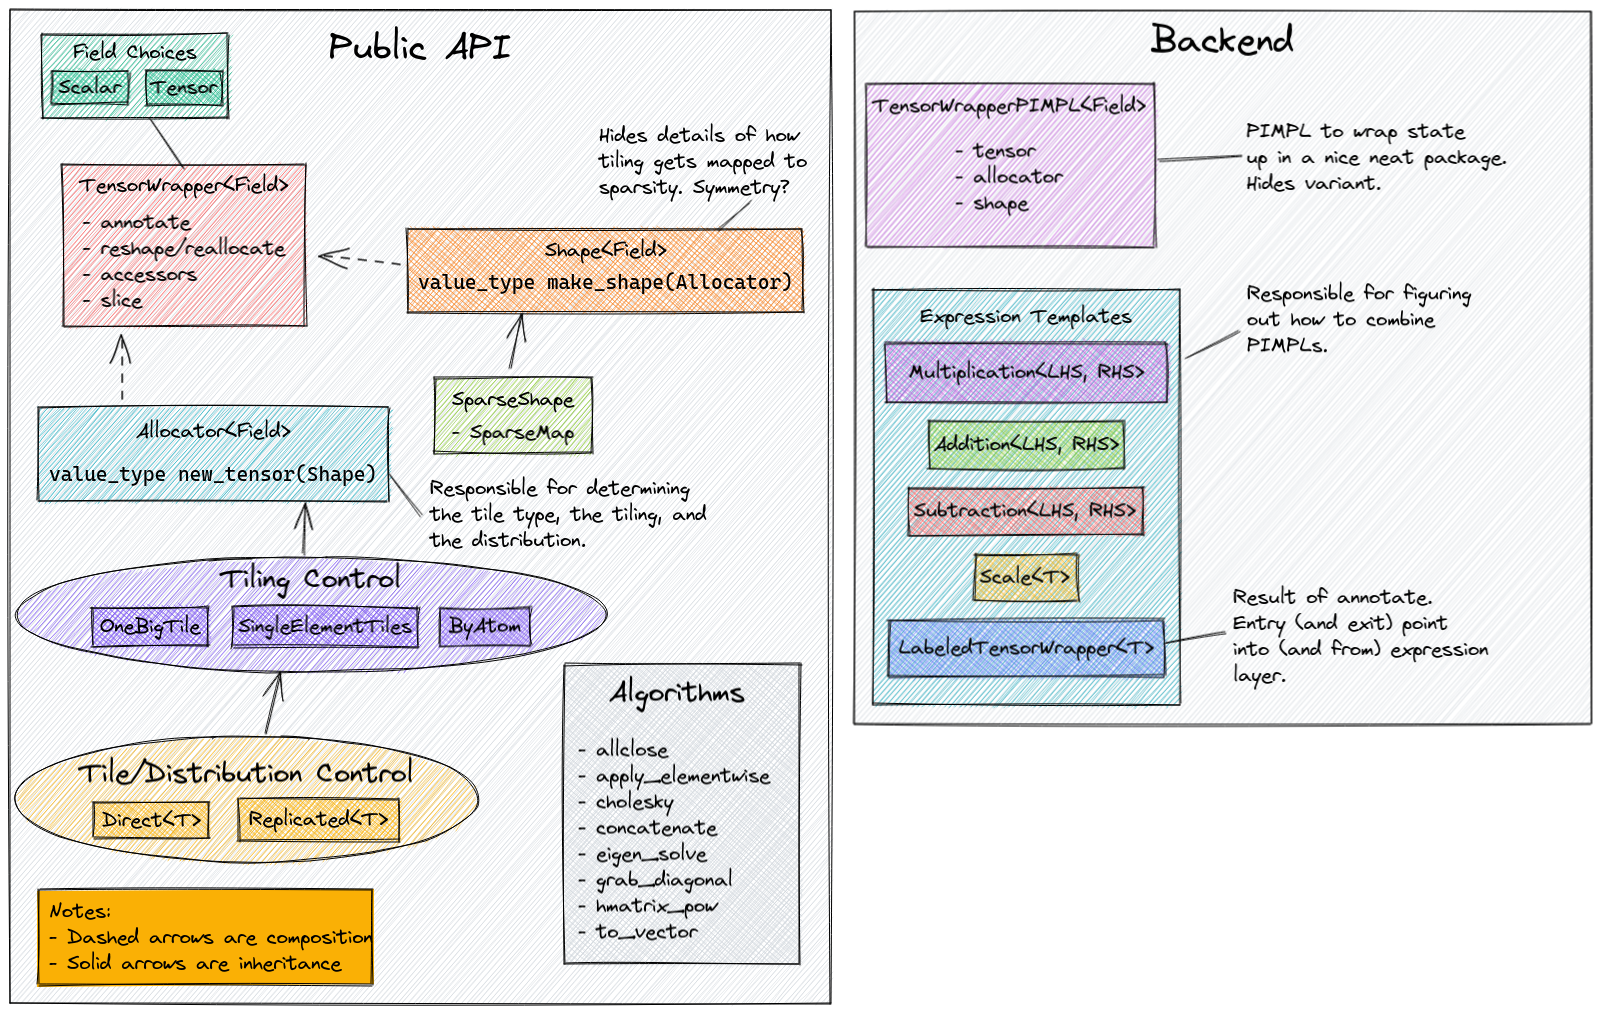 Public API
Field Choices
Scalar
Tensor
TensorWrapper<Field>
- annotate
- reshape/reallocate
- accessors
- slice
Hides details of how
tiling gets mapped to
sparsity. Symmetry?
Shape<Field>
value_type make_shape(Allocator)
SparseShape
- SparseMap
Allocator<Field>
value_type new_tensor(Shape)
Responsible for determining
the tile type, the tiling, and
the distribution.
Tiling Control
OneBigTile
SingleElementTiles
ByAtom
Tile/Distribution Control
Direct<T>
Replicated<T>
Notes:
- Dashed arrows are composition
- Solid arrows are inheritance
Algorithms
- allclose
- apply_elementwise
- cholesky
- concatenate
- eigen_solve
- grab_diagonal
- hmatrix_pow
- to_vector
Backend
TensorWrapperPIMPL<Field>
- tensor
- allocator
- shape
PIMPL to wrap state
up in a nice neat package.
Hides variant.
Expression Templates
Multiplication<LHS, RHS>
Addition<LHS, RHS>
Subtraction<LHS, RHS>
Scale<T>
LabeledTensorWrapper<T>
Responsible for figuring
out how to combine
PIMPLs.
Result of annotate.
Entry (and exit) point
into (and from) expression
layer.